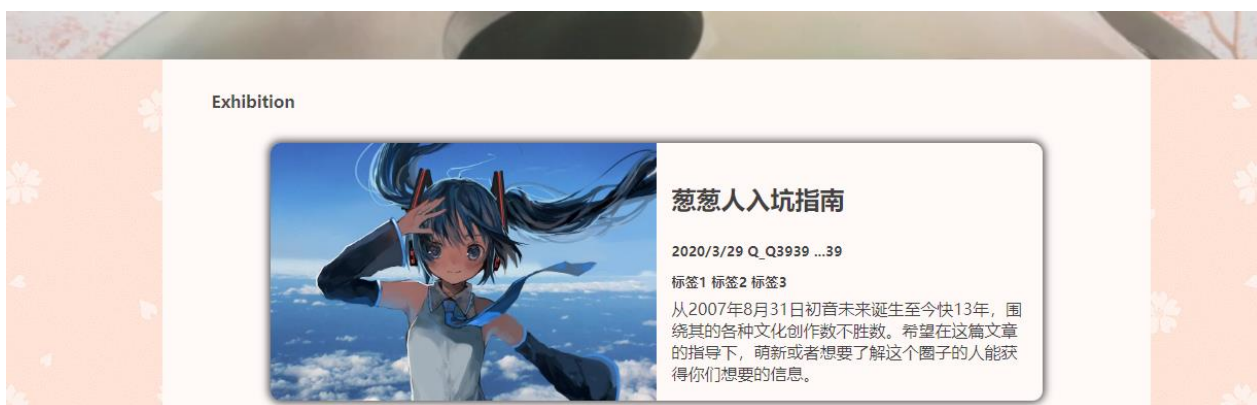 Exhibition
葱葱人入坑指南
2020/3/29 Q_Q3939 ...39
标签1 标签2 标签3
从2007年8月31日初音未来诞生至今快13年，围
绕其的各种文化创作数不胜数。希望在这篇文章
的指导下，萌新或者想要了解这个圈子的人能获
得你们想要的信息。